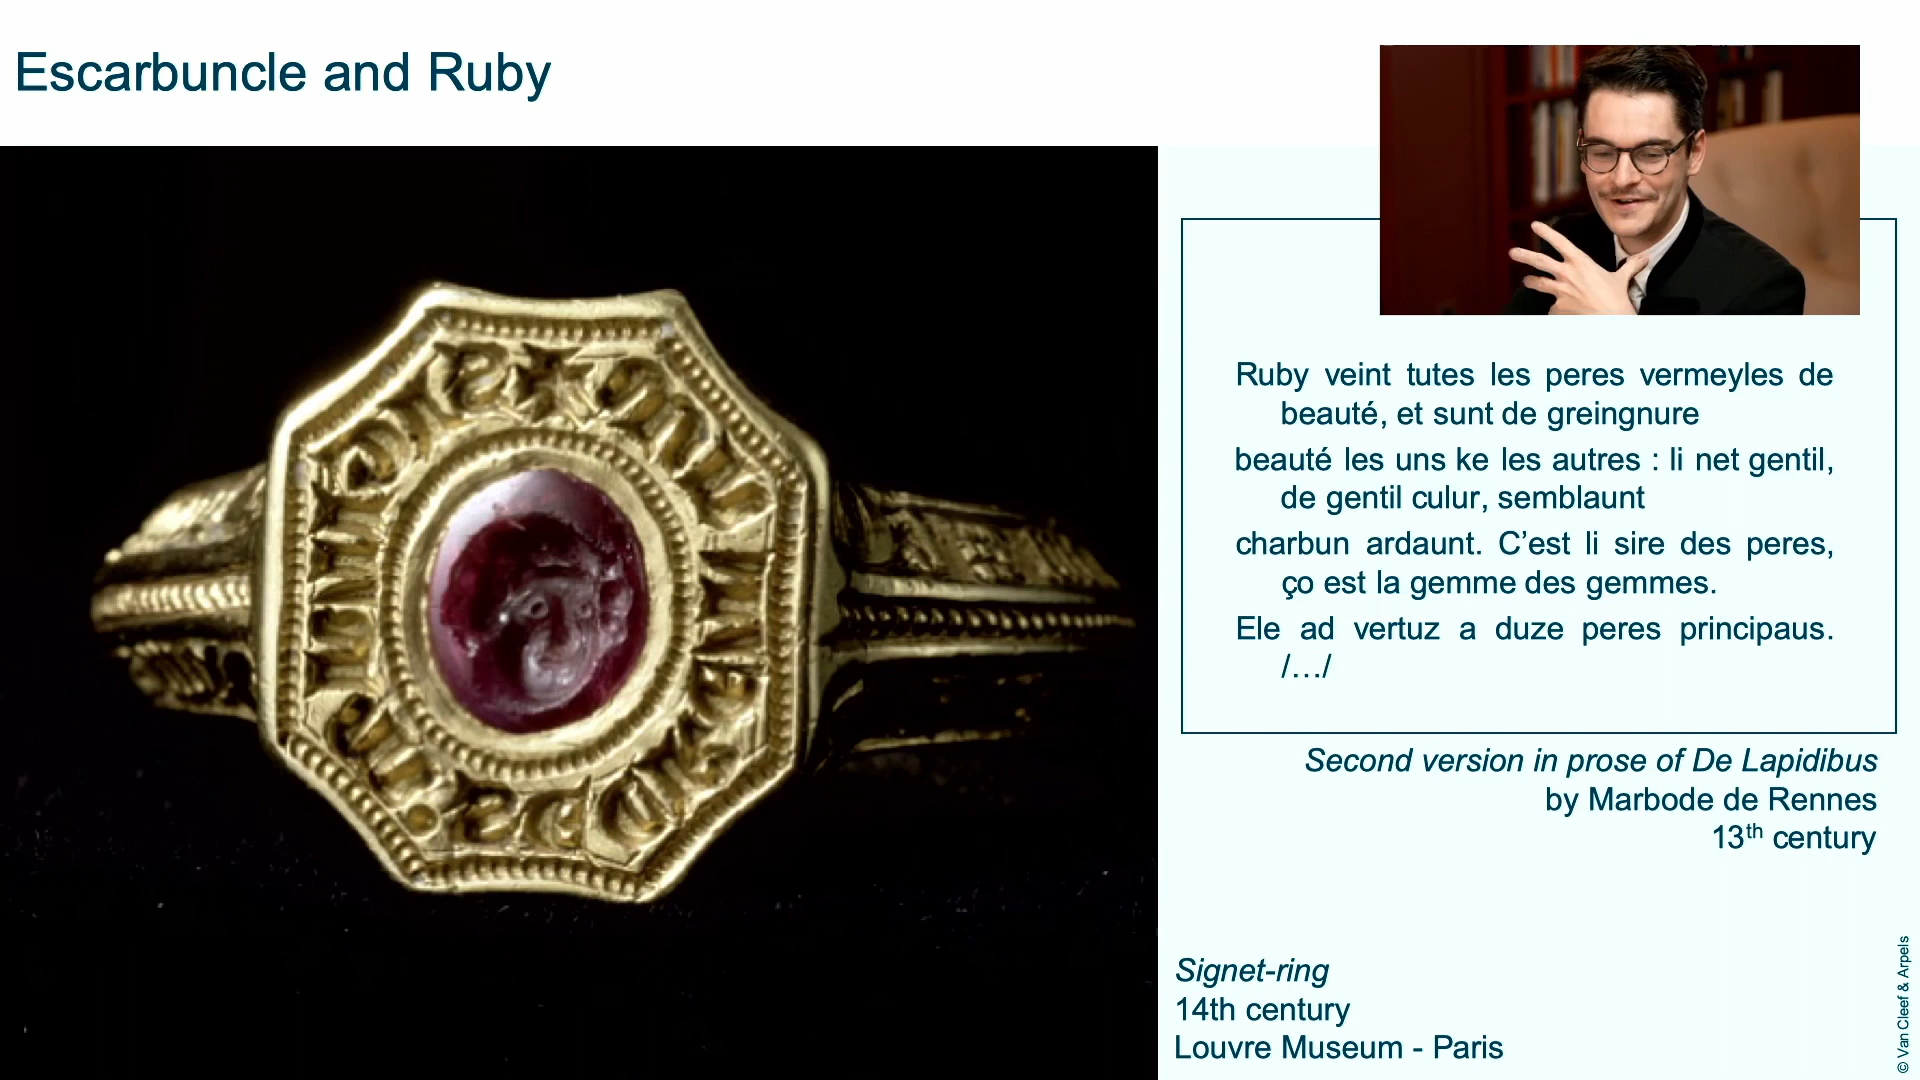 Escarbuncle and Ruby
Ruby veint tutes les peres vermeyles de
beauté, et sunt de greingnure
beauté les uns ke les autres : li net gentil,
de gentil culur, semblaunt
charbun ardaunt. C’est li sire des peres,
ço est la gemme des gemmes.
Ele ad vertuz a duze peres principaus.
/…/
Second version in prose of De Lapidibus
by Marbode de Rennes
13th century
Signet-ring
14th century
Louvre Museum - Paris
© Van Cleef & Arpels